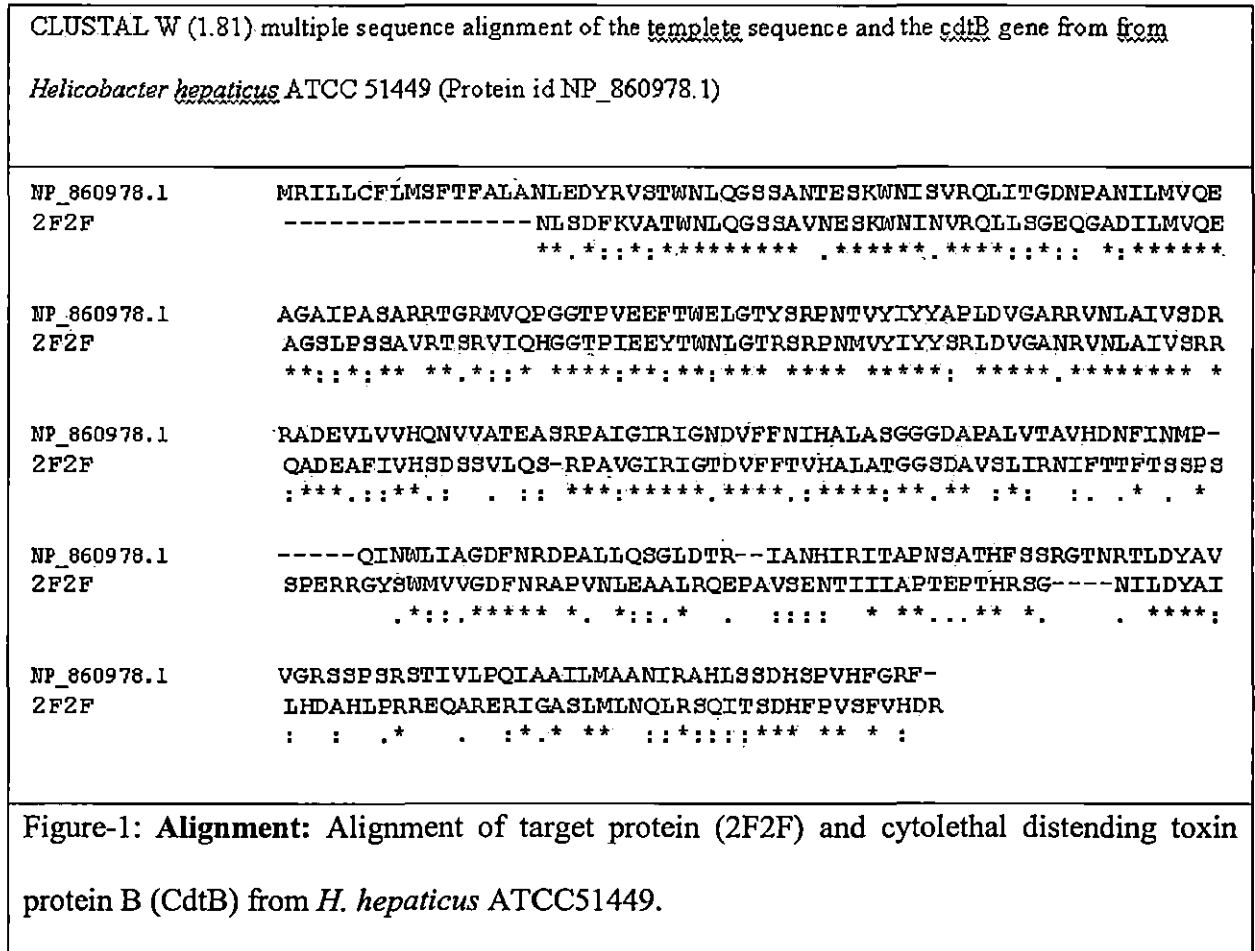 CLUSTAL W (1.81) multiple sequence alignment of the templete sequence and the cdtB gene from from
Helicobacter hepaticus ATCC 51449 (Protein id NP_860978.1)
NP_860978.1 MRILLCFLMSFTFALANLEDYRVSTWNLQGSSANTESKWNISVRQLITGDNPANILMVQE
2F2F ----------------NLSDFKVATWNLQGSSAVNESKWNINVRQLLSGEQGADILMVQE
**.*::*:********* .******.****::*:: *:******
NP_860978.1 AGAIPASARRTGRMVQPGGTPVEEFTWELGTYSRPNTVYIYYAPLDVGARRVNLAIVSDR
2F2F AGSLPSSAVRTSRVIQHGGTPIEEYTWNLGTRSRPNMVYIYYSRLDVGANRVNLAIVSRR
**::*:** **.*::* ****:**:**:*** **** *****: *****.******** *
NP_860978.1 RADEVLVVHQNVVATEASRPAIGIRIGNDVFFNIHALASGGGDAPALVTAVHDNFINMP-
2F2F QADEAFIVHSDSSVLQS-RPAVGIRIGTDVFFTVHALATGGSDAVSLIRNIFTTFTSSPS
:***.::**.: . :: ***:*****.****.:****:**.** :*: :. .* . *
NP_860978.1 -----QINWLIAGDFNRDPALLQSGLDTR--IANHIRITAPNSATHFSSRGTNRTLDYAV
2F2F SPERRGYSWMVVGDFNRAPVNLEAALRQEPAVSENTIIIAPTEPTHRSG----NILDYAI
.*::.***** *. *::.* . :::: * **...** *. . ****:
NP_860978.1 VGRSSPSRSTIVLPQIAAILMAANIRAHLSSDHSPVHFGRF-
2F2F LHDAHLPRREQARERIGASLMLNQLRSQITSDHFPVSFVHDR
: : .* . :*.* ** ::*::::*** ** * :
Figure-1: Alignment: Alignment of target protein (2F2F) and cytolethal distending toxin
protein B (CdtB) from H. hepaticus ATCC51449.